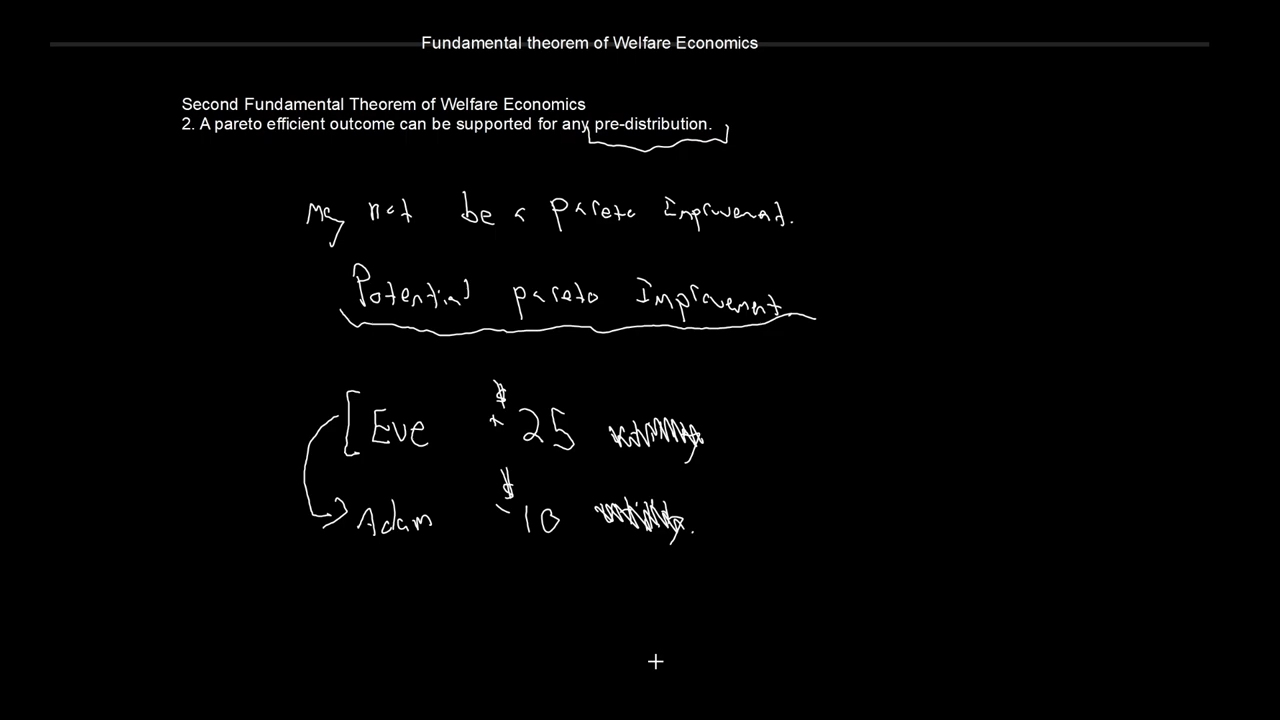 Fundamental theorem of Welfare Economics
Second Fundamental Theorem of Welfare Economics
2. A pareto efficient outcome can be supported for any pre-distribution.
May not be a pareto Improvement.
Potential pareto Improvement.
Eve + $ 25
Adam - $ 10